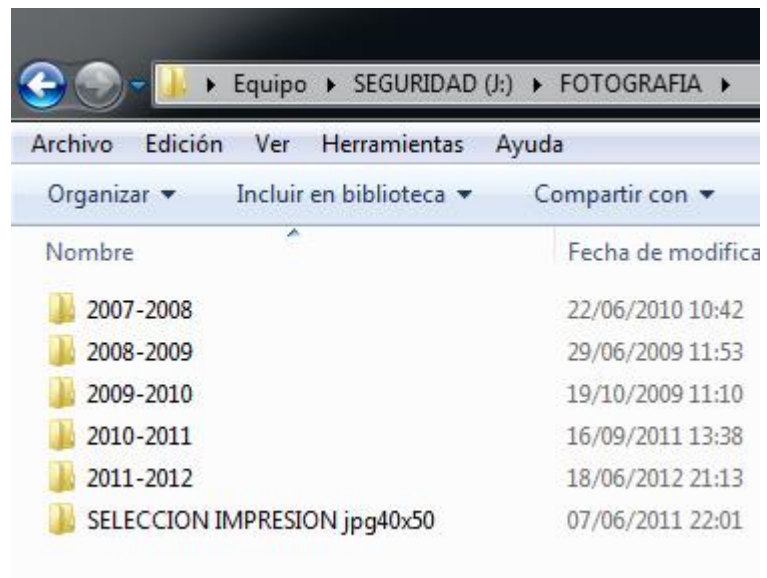 Equipo SEGURIDAD (J:) FOTOGRAFIA
Archivo Edición Ver Herramientas Ayuda
Organizar Incluir en biblioteca Compartir con
Nombre Fecha de modifica
2007-2008 22/06/2010 10:42
2008-2009 29/06/2009 11:53
2009-2010 19/10/2009 11:10
2010-2011 16/09/2011 13:38
2011-2012 18/06/2012 21:13
SELECCION IMPRESION jpg40x50 07/06/2011 22:01